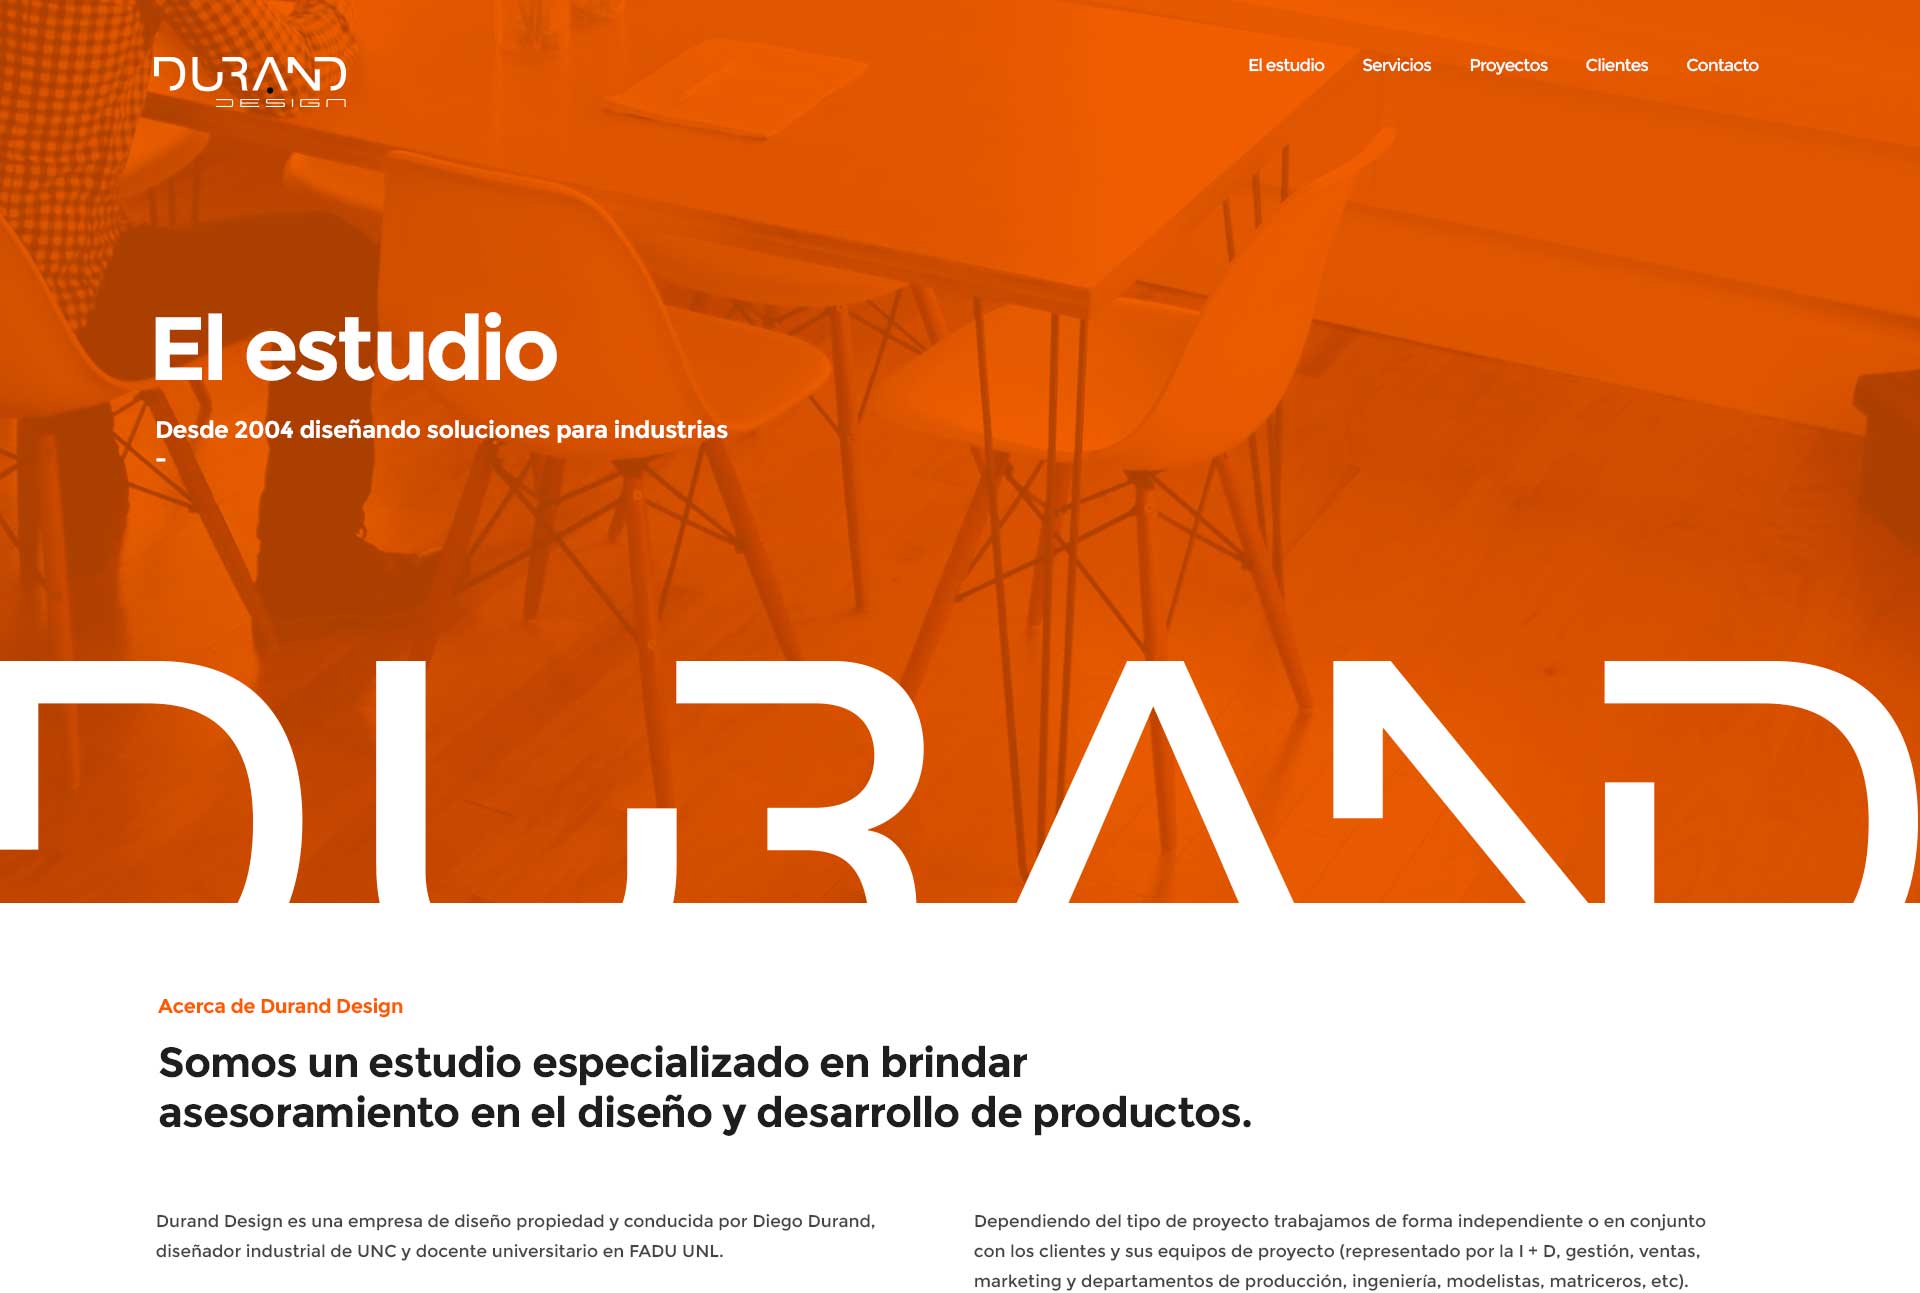 DURAND
DESIGN
El estudio
Servicios
Proyectos
Clientes
Contacto
El estudio
Desde 2004 diseñando soluciones para industrias
-
DURAND
Acerca de Durand Design
Somos un estudio especializado en brindar
asesoramiento en el diseño y desarrollo de productos.
Durand Design es una empresa de diseño propiedad y conducida por Diego Durand,
diseñador industrial de UNC y docente universitario en FADU UNL.
Dependiendo del tipo de proyecto trabajamos de forma independiente o en conjunto
con los clientes y sus equipos de proyecto (representado por la I + D, gestión, ventas,
marketing y departamentos de producción, ingeniería, modelistas, matriceros, etc).